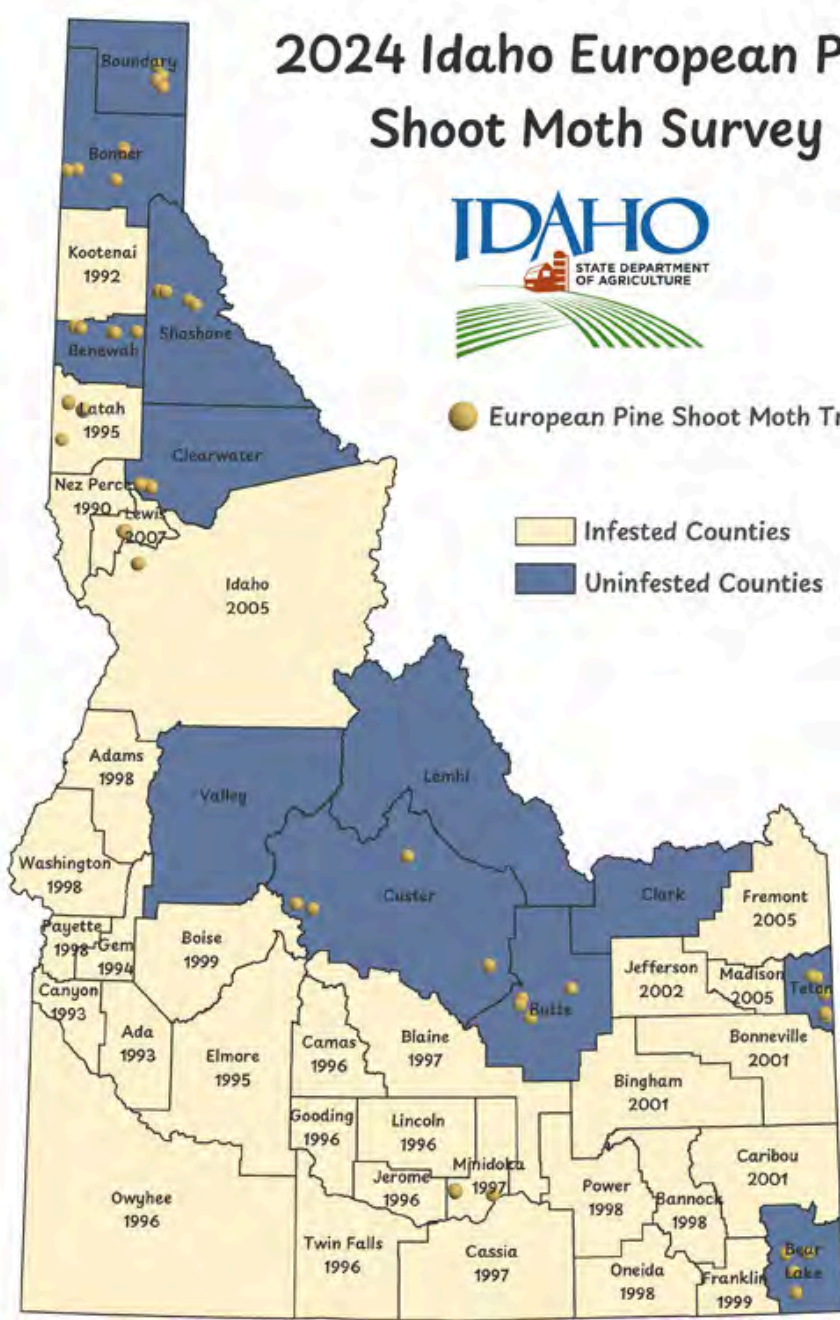 2024 Idaho European P
Shoot Moth Survey
IDAHO
STATE DEPARTMENT
OF AGRICULTURE
European Pine Shoot Moth Tr
Infested Counties
Uninfested Counties
Boundary
Bonner
Kootenai
1992
Shoshone
Benewah
Latah
1995
Clearwater
Nez Perce
1990
Lewis
2007
Idaho
2005
Adams
1998
Valley
Lemhi
Washington
1998
Custer
Clark
Fremont
2005
Payette
1998
Gem
1994
Boise
1999
Jefferson
2002
Madison
2005
Teton
Canyon
1993
Ada
1993
Elmore
1995
Camas
1996
Blaine
1997
Butte
Bonneville
2001
Bingham
2001
Gooding
1996
Lincoln
1996
Jerome
1996
Minidoka
1997
Caribou
2001
Power
1998
Bannock
1998
Owyhee
1996
Twin Falls
1996
Cassia
1997
Oneida
1998
Franklin
1999
Bear
Lake